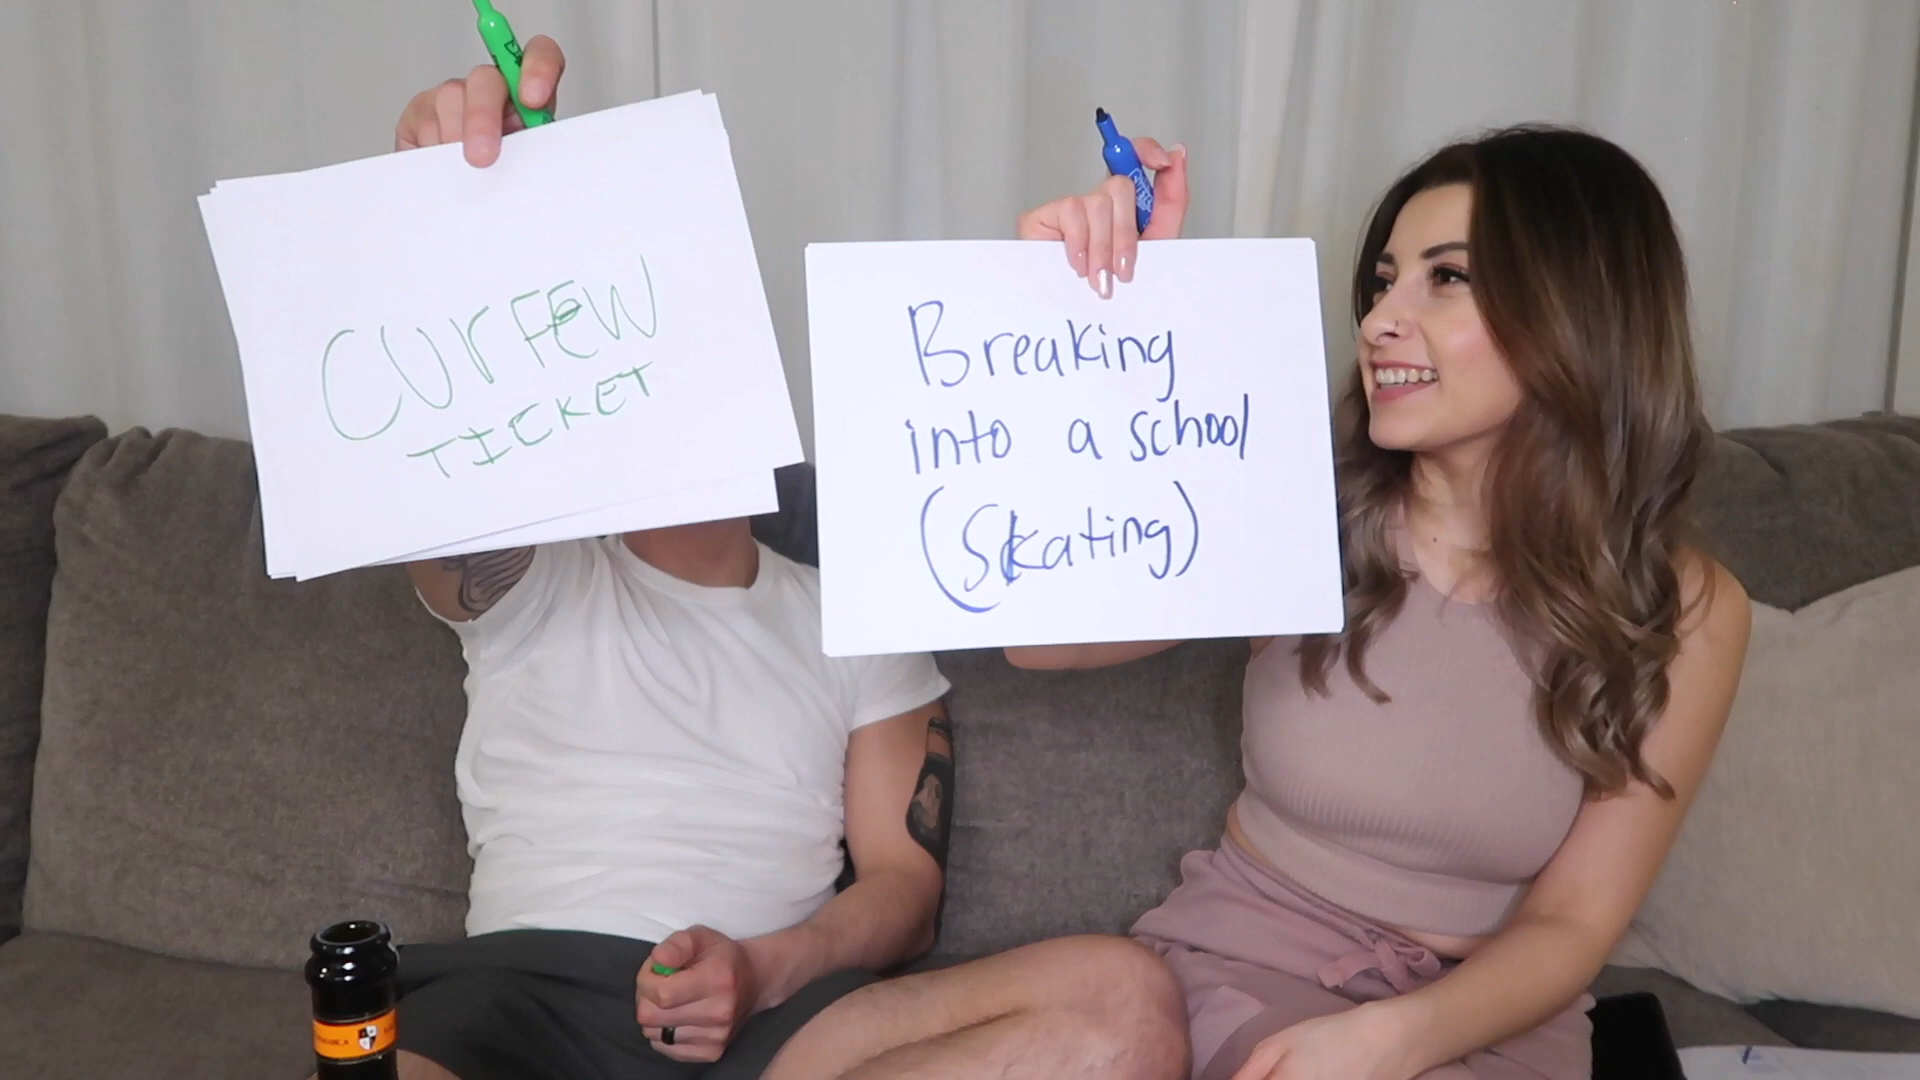 CUrFEW
TICKET
Breaking
into a school
(Skating)